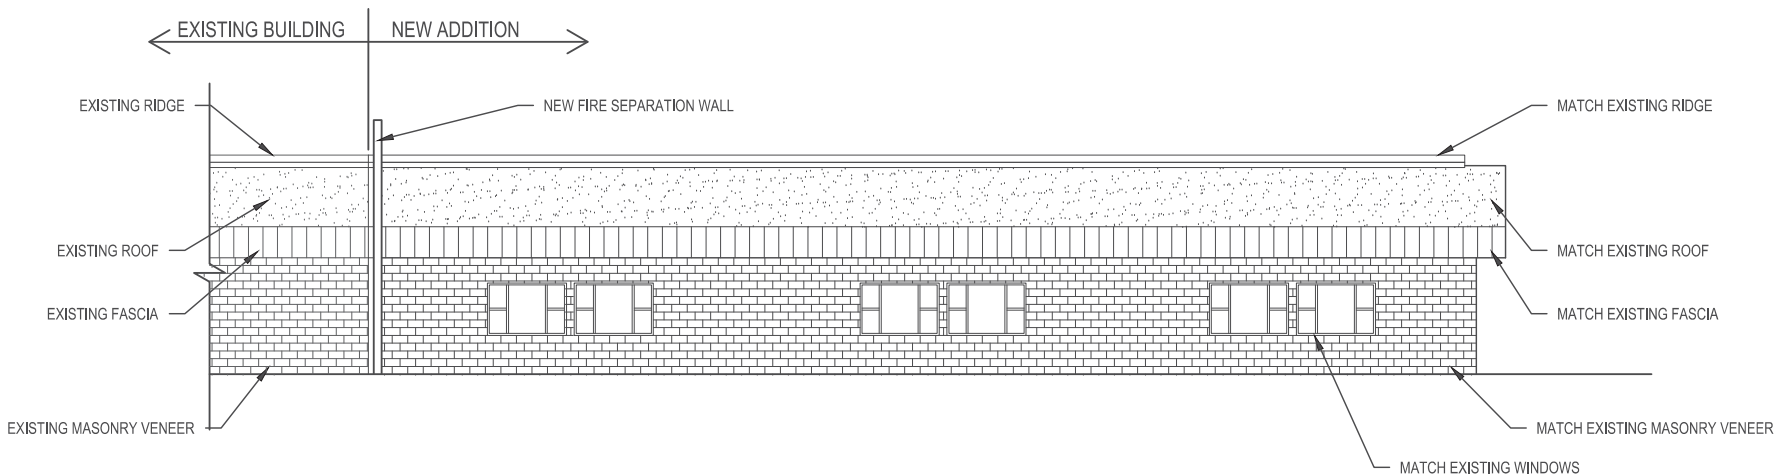 EXISTING BUILDING
NEW ADDITION
EXISTING RIDGE
NEW FIRE SEPARATION WALL
MATCH EXISTING RIDGE
EXISTING ROOF
MATCH EXISTING ROOF
EXISTING FASCIA
MATCH EXISTING FASCIA
EXISTING MASONRY VENEER
MATCH EXISTING MASONRY VENEER
MATCH EXISTING WINDOWS